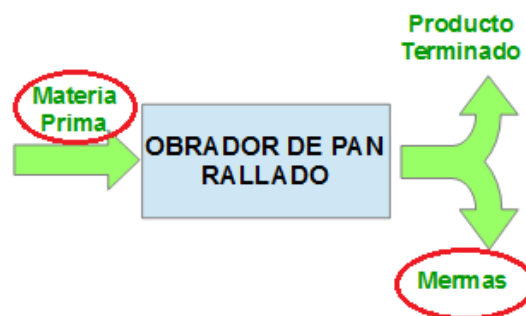 Producto
Terminado
Materia
Prima
OBRADOR DE PAN
RALLADO
Mermas